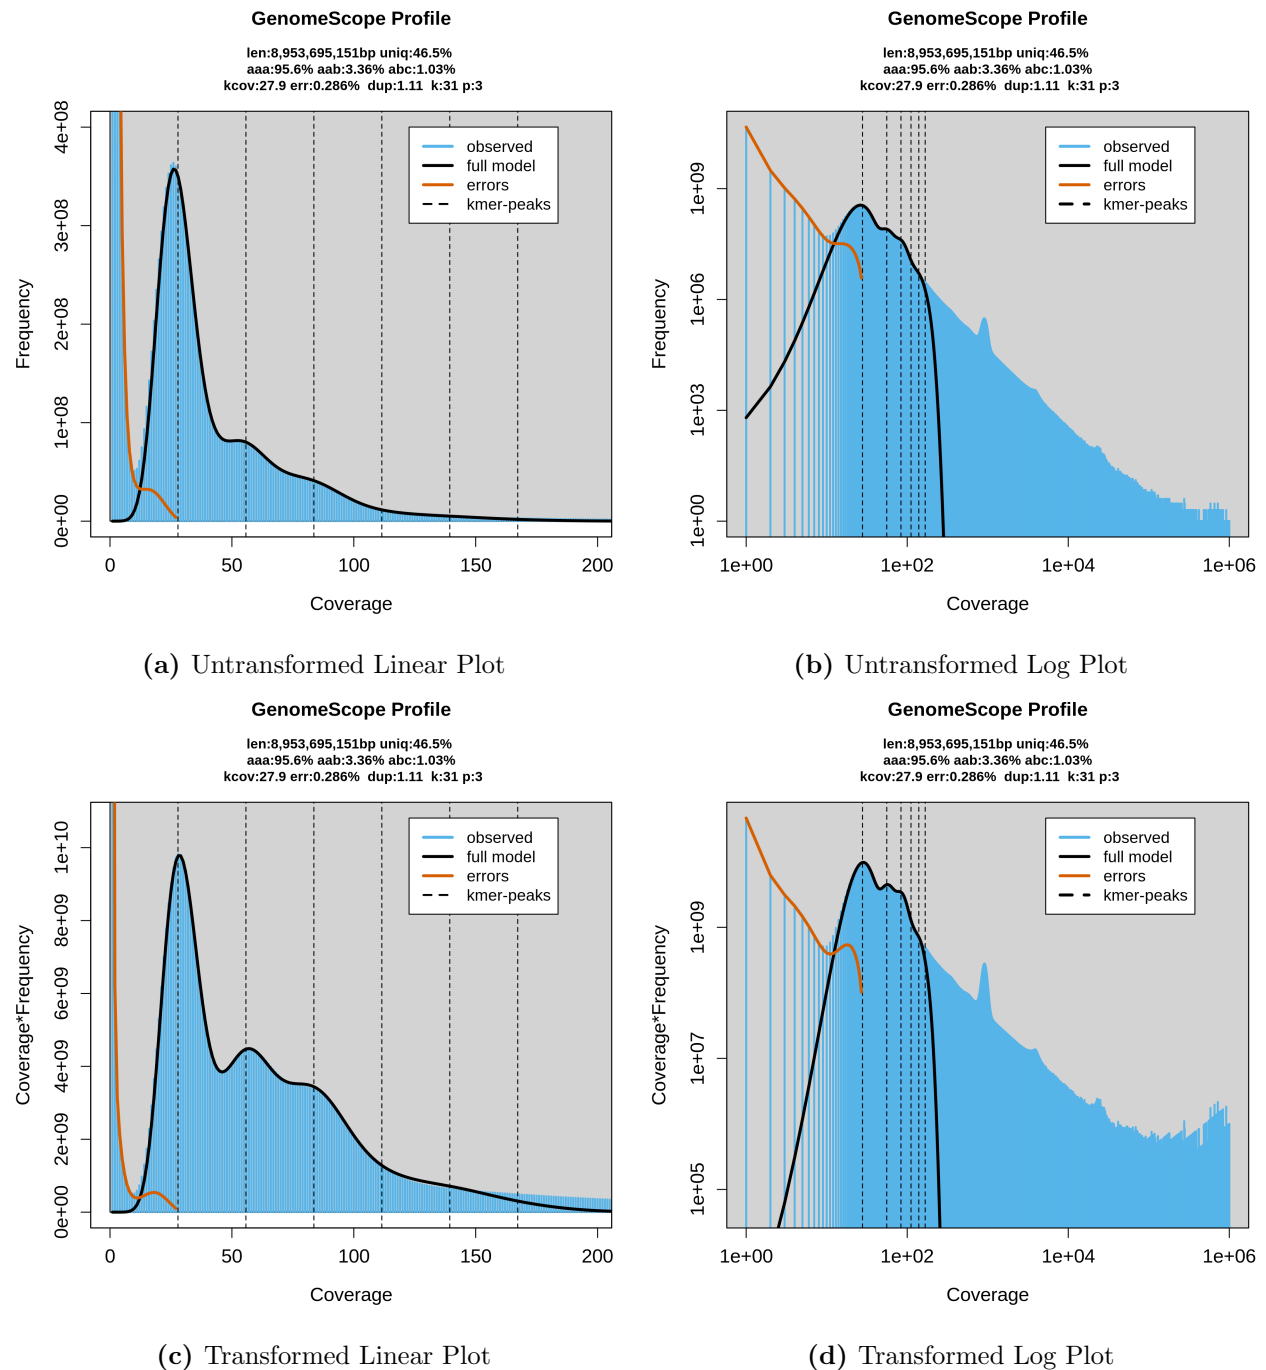 GenomeScope Profile
len:8,953,695,151bp uniq:46.5%
aaa:95.6% aab:3.36% abc:1.03%
kcov:27.9 err:0.286% dup:1.11 k:31 p:3
Frequency
0e+00 1e+08 2e+08 3e+08 4e+08
observed
full model
errors
kmer-peaks
0 50 100 150 200
Coverage
(a) Untransformed Linear Plot
GenomeScope Profile
len:8,953,695,151bp uniq:46.5%
aaa:95.6% aab:3.36% abc:1.03%
kcov:27.9 err:0.286% dup:1.11 k:31 p:3
Frequency
1e+00 1e+03 1e+06 1e+09
observed
full model
errors
kmer-peaks
1e+00 1e+02 1e+04 1e+06
Coverage
(b) Untransformed Log Plot
GenomeScope Profile
len:8,953,695,151bp uniq:46.5%
aaa:95.6% aab:3.36% abc:1.03%
kcov:27.9 err:0.286% dup:1.11 k:31 p:3
Coverage*Frequency
0e+00 2e+09 4e+09 6e+09 8e+09 1e+10
observed
full model
errors
kmer-peaks
0 50 100 150 200
Coverage
(c) Transformed Linear Plot
GenomeScope Profile
len:8,953,695,151bp uniq:46.5%
aaa:95.6% aab:3.36% abc:1.03%
kcov:27.9 err:0.286% dup:1.11 k:31 p:3
Coverage*Frequency
1e+05 1e+07 1e+09
observed
full model
errors
kmer-peaks
1e+00 1e+02 1e+04 1e+06
Coverage
(d) Transformed Log Plot